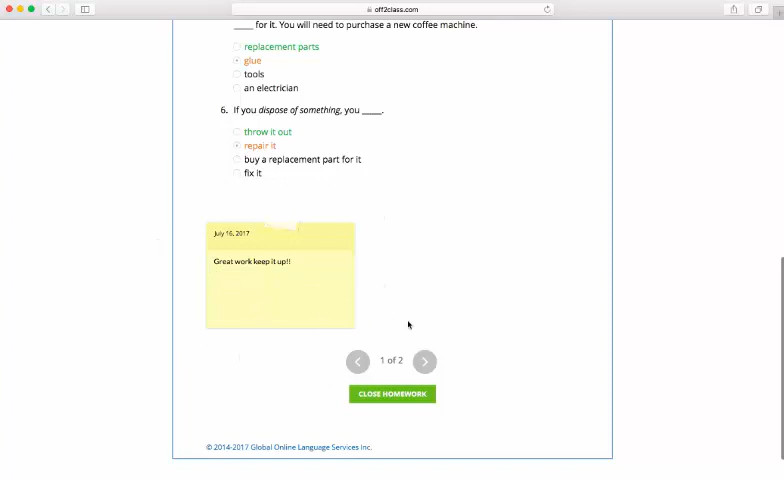 off2class.com
_____ for it. You will need to purchase a new coffee machine.
replacement parts
glue
tools
an electrician
6. If you dispose of something, you _____.
throw it out
repair it
buy a replacement part for it
fix it
July 16, 2017
Great work keep it up!!
1 of 2
CLOSE HOMEWORK
© 2014-2017 Global Online Language Services Inc.